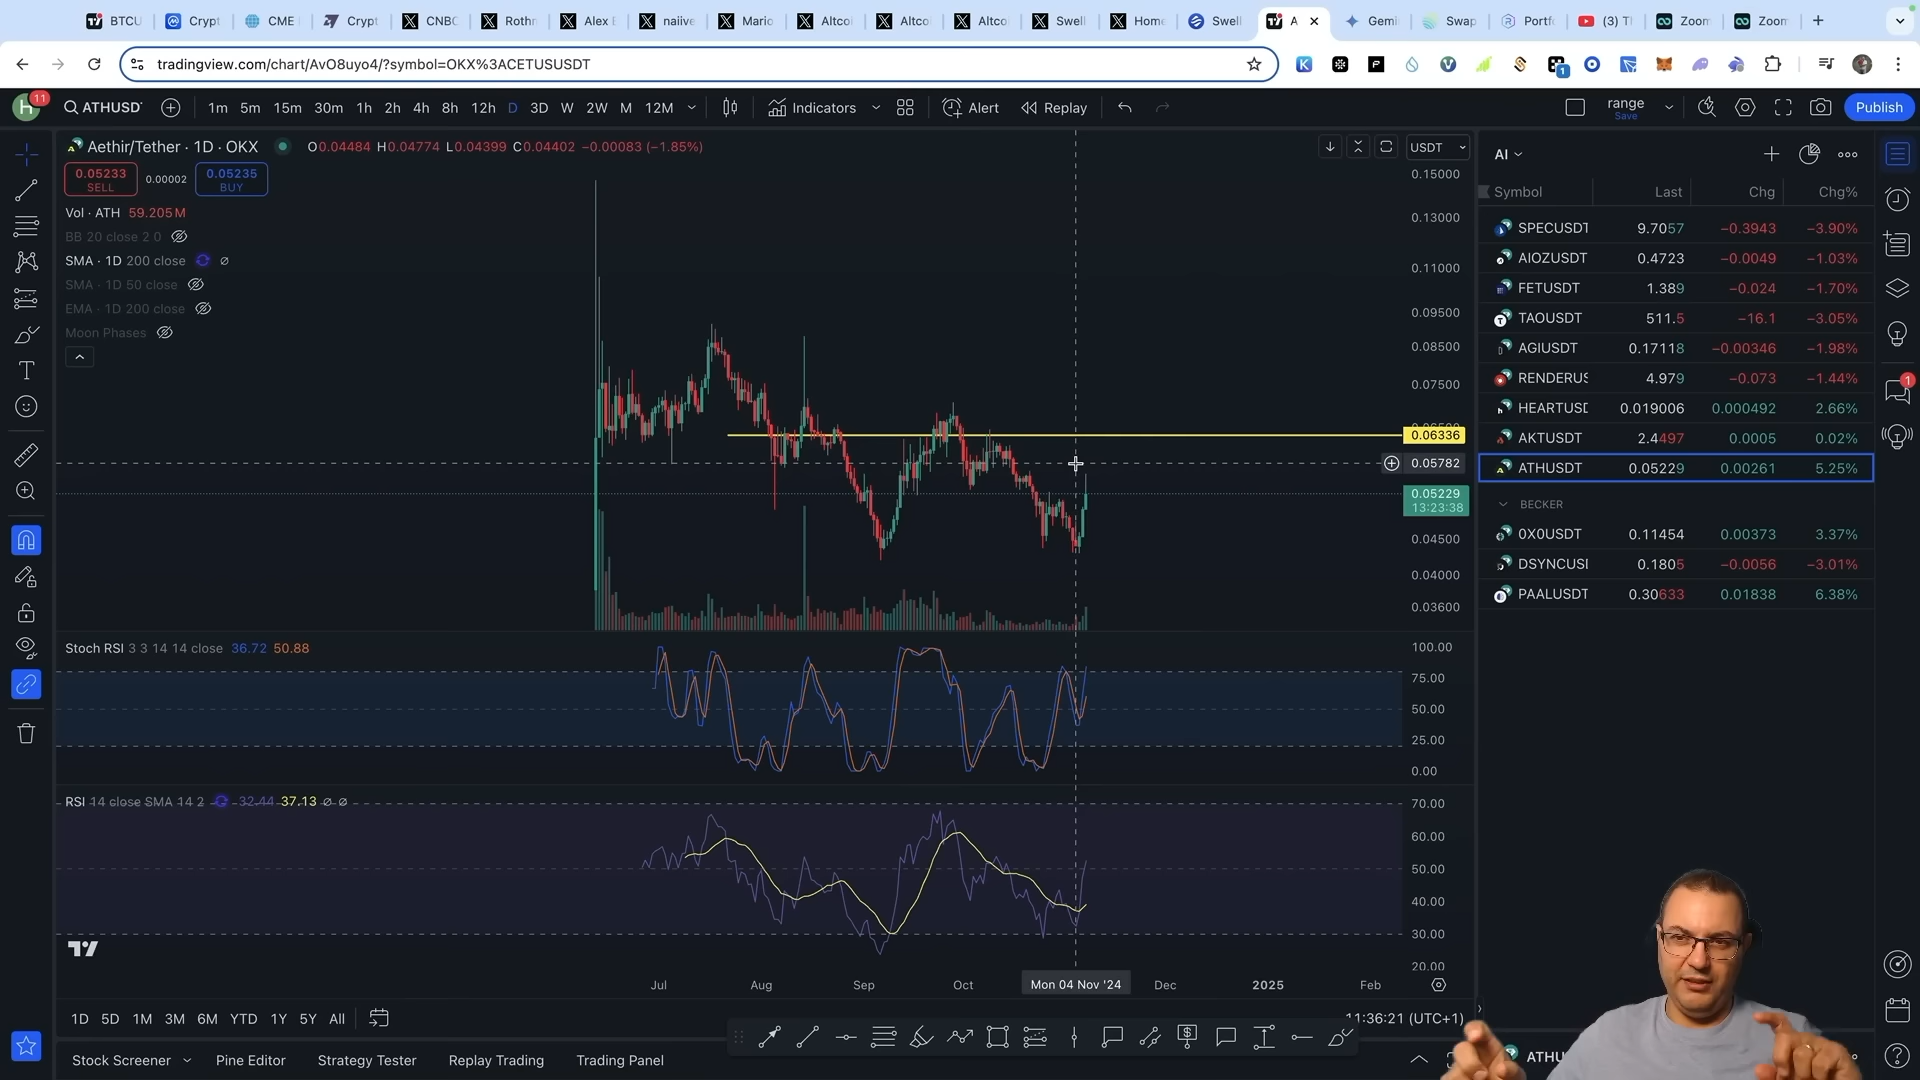 BTCU Crypt CME Crypt CNBC Rothr Alex E naiive Mario Altcoi Altcoi Altcoi Swell Home Swell A Gemi Swap Portfo (3) Tl Zoom Zoom
tradingview.com/chart/AvO8uyo4/?symbol=OKX%3ACETUSUSDT
1
H 11 ATHUSD 1m 5m 15m 30m 1h 2h 4h 8h 12h D 3D W 2W M 12M Indicators Alert Replay range Save Publish
Aethir/Tether · 1D · OKX O0.04484 H0.04774 L0.04399 C0.04402 −0.00083 (−1.85%)
USDT
0.05233 SELL 0.00002 0.05235 BUY
Vol · ATH 59.205M
BB 20 close 2 0
SMA · 1D 200 close
SMA · 1D 50 close
EMA · 1D 200 close
Moon Phases
0.15000
0.13000
0.11000
0.09500
0.08500
0.07500
0.06336
0.05782
0.05229
13:23:38
0.04500
0.04000
0.03600
Stoch RSI 3 3 14 14 close 36.72 50.88
100.00
75.00
50.00
25.00
0.00
RSI 14 close SMA 14 2 32.44 37.13
70.00
60.00
50.00
40.00
30.00
20.00
Jul Aug Sep Oct Mon 04 Nov '24 Dec 2025 Feb
1D 5D 1M 3M 6M YTD 1Y 5Y All
11:36:21 (UTC+1)
Stock Screener Pine Editor Strategy Tester Replay Trading Trading Panel
AI
Symbol Last Chg Chg%
SPECUSDT 9.7057 −0.3943 −3.90%
AIOZUSDT 0.4723 −0.0049 −1.03%
FETUSDT 1.389 −0.024 −1.70%
TAOUSDT 511.5 −16.1 −3.05%
AGIUSDT 0.17118 −0.00346 −1.98%
RENDERUS 4.979 −0.073 −1.44%
HEARTUSD 0.019006 0.000492 2.66%
AKTUSDT 2.4497 0.0005 0.02%
ATHUSDT 0.05229 0.00261 5.25%
BECKER
0X0USDT 0.11454 0.00373 3.37%
DSYNCUSI 0.1805 −0.0056 −3.01%
PAALUSDT 0.30633 0.01838 6.38%
1
ATHU